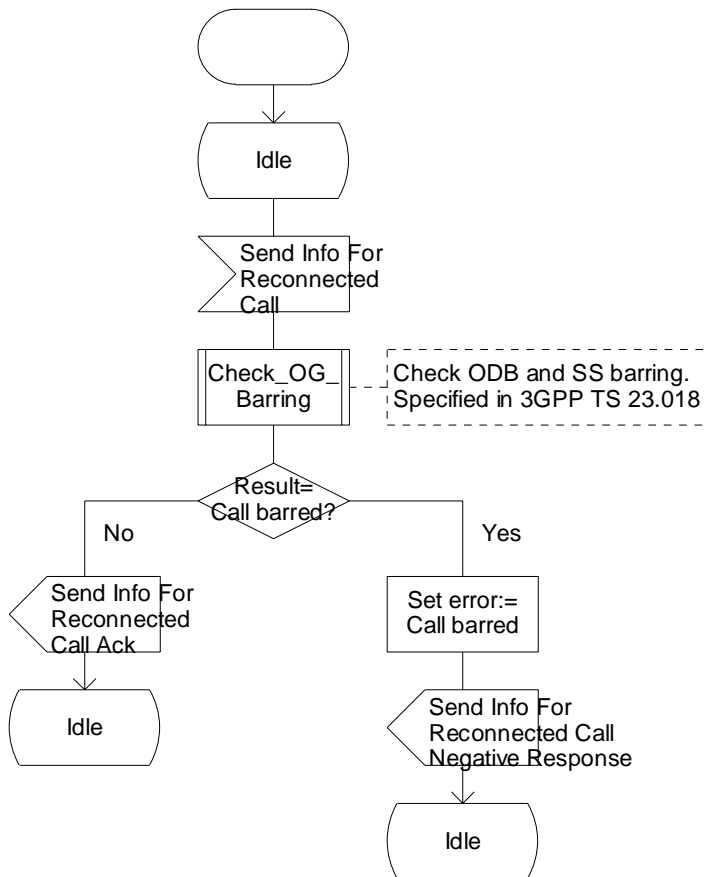 Idle
Send Info For
Reconnected
Call
Check_OG_
Barring
Check ODB and SS barring.
Specified in 3GPP TS 23.018
Result=
Call barred?
No
Yes
Send Info For
Reconnected
Call Ack
Set error:=
Call barred
Idle
Send Info For
Reconnected Call
Negative Response
Idle